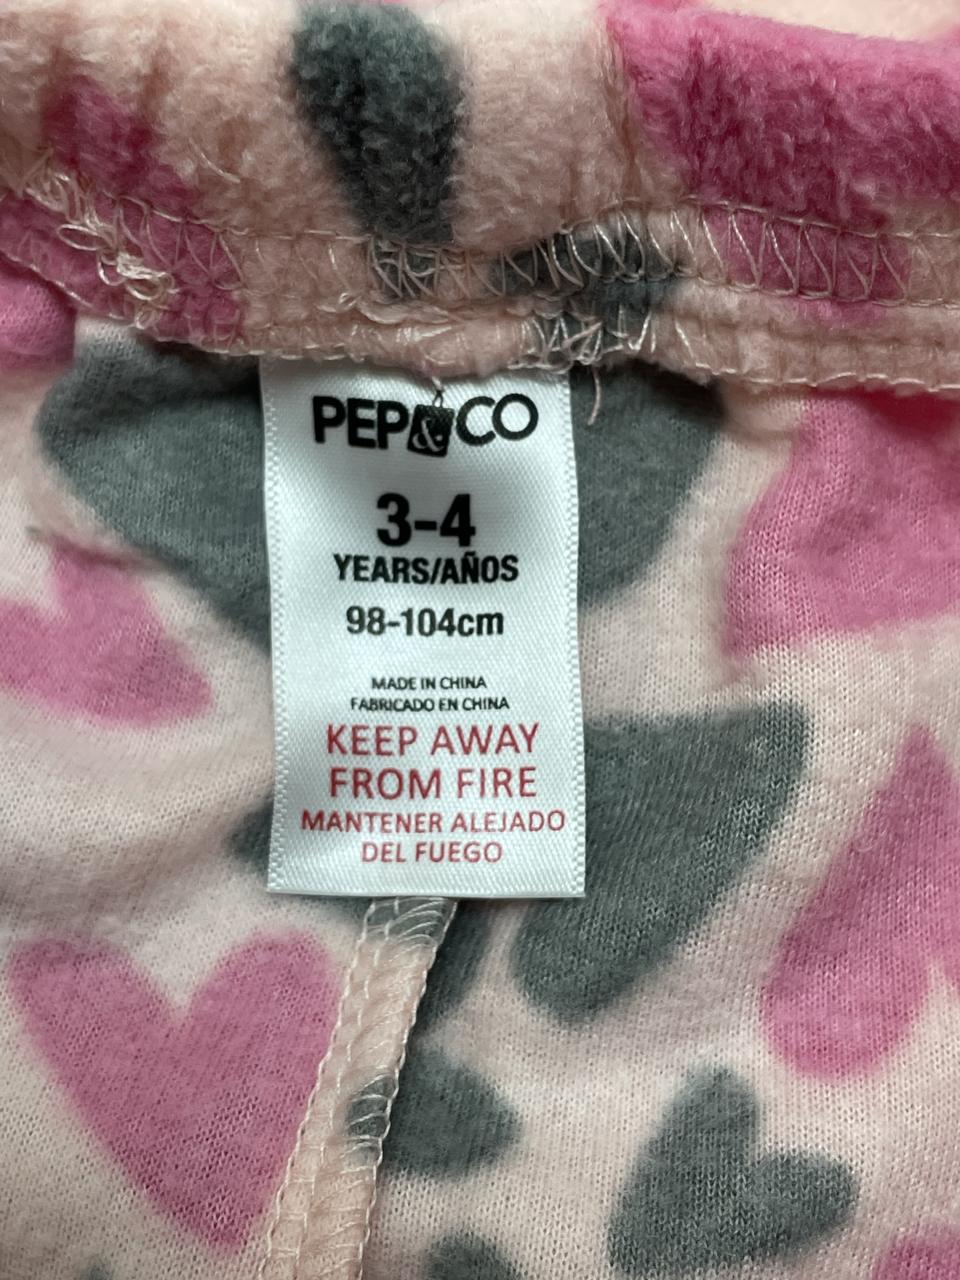 PEP&CO
3-4
YEARS/AÑOS
98-104cm
MADE IN CHINA
FABRICADO EN CHINA
KEEP AWAY
FROM FIRE
MANTENER ALEJADO
DEL FUEGO